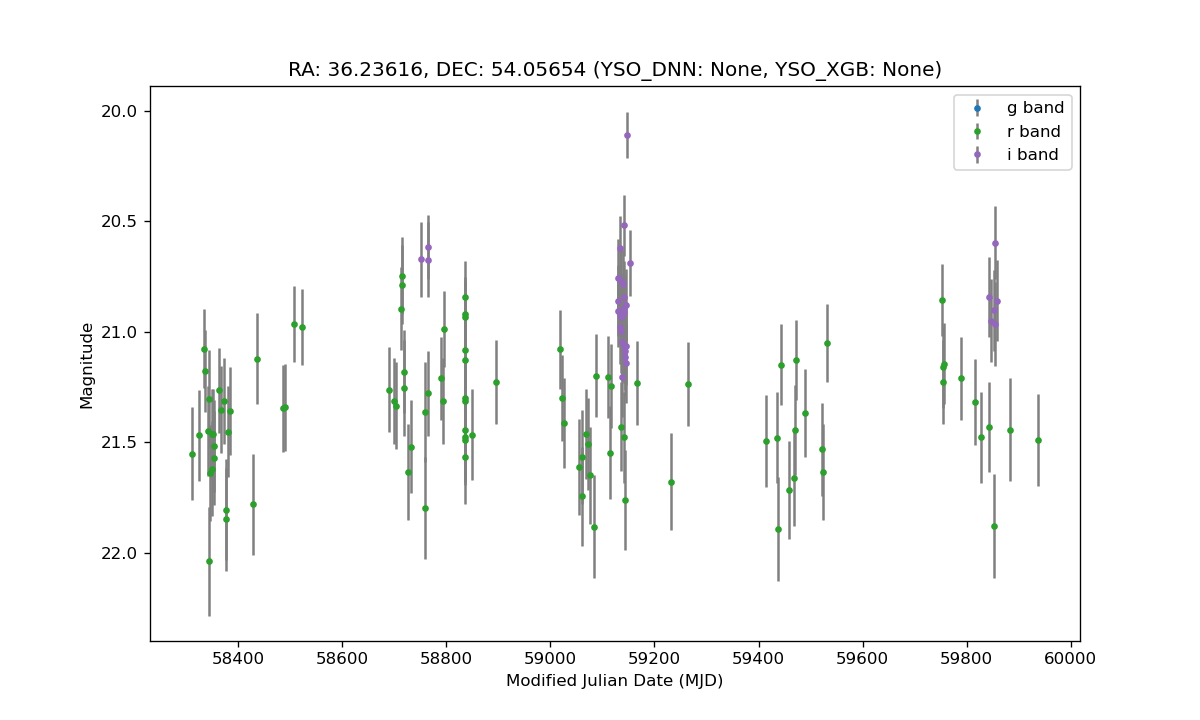 RA: 36.23616, DEC: 54.05654 (YSO_DNN: None, YSO_XGB: None)
g band
r band
i band
20.0
20.5
21.0
21.5
22.0
Magnitude
58400 58600 58800 59000 59200 59400 59600 59800 60000
Modified Julian Date (MJD)